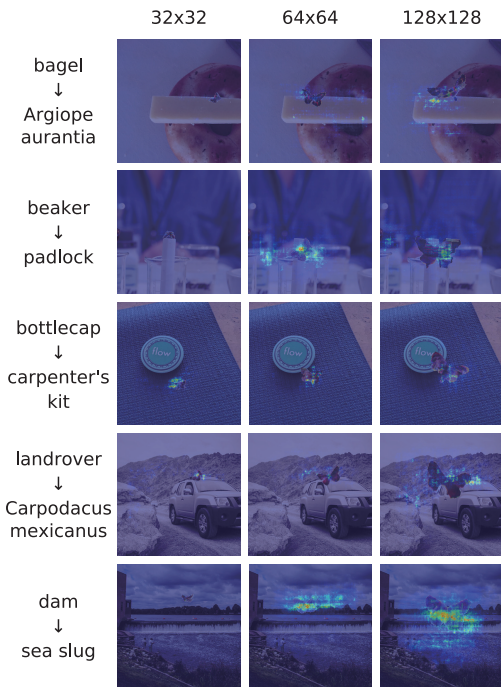 32x32 64x64 128x128
bagel
↓
Argiope
aurantia
beaker
↓
padlock
bottlecap
↓
carpenter's
kit
flow flow flow
landrover
↓
Carpodacus
mexicanus
dam
↓
sea slug